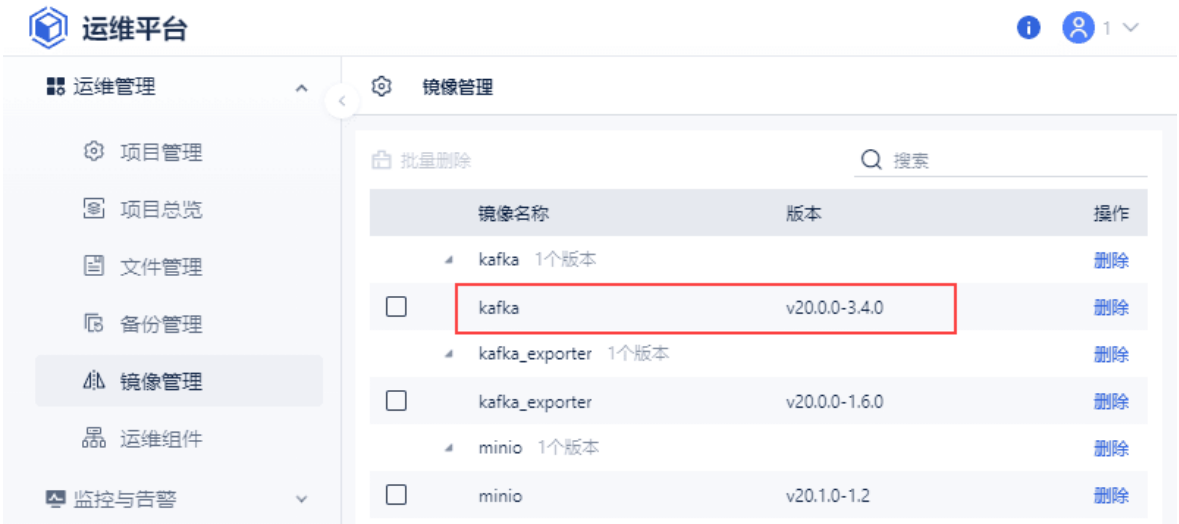 运维平台
1
运维管理
镜像管理
项目管理
批量删除
搜索
项目总览
镜像名称 版本 操作
文件管理
kafka 1个版本 删除
备份管理
kafka v20.0.0-3.4.0 删除
kafka_exporter 1个版本 删除
镜像管理
kafka_exporter v20.0.0-1.6.0 删除
运维组件
minio 1个版本 删除
监控与告警
minio v20.1.0-1.2 删除